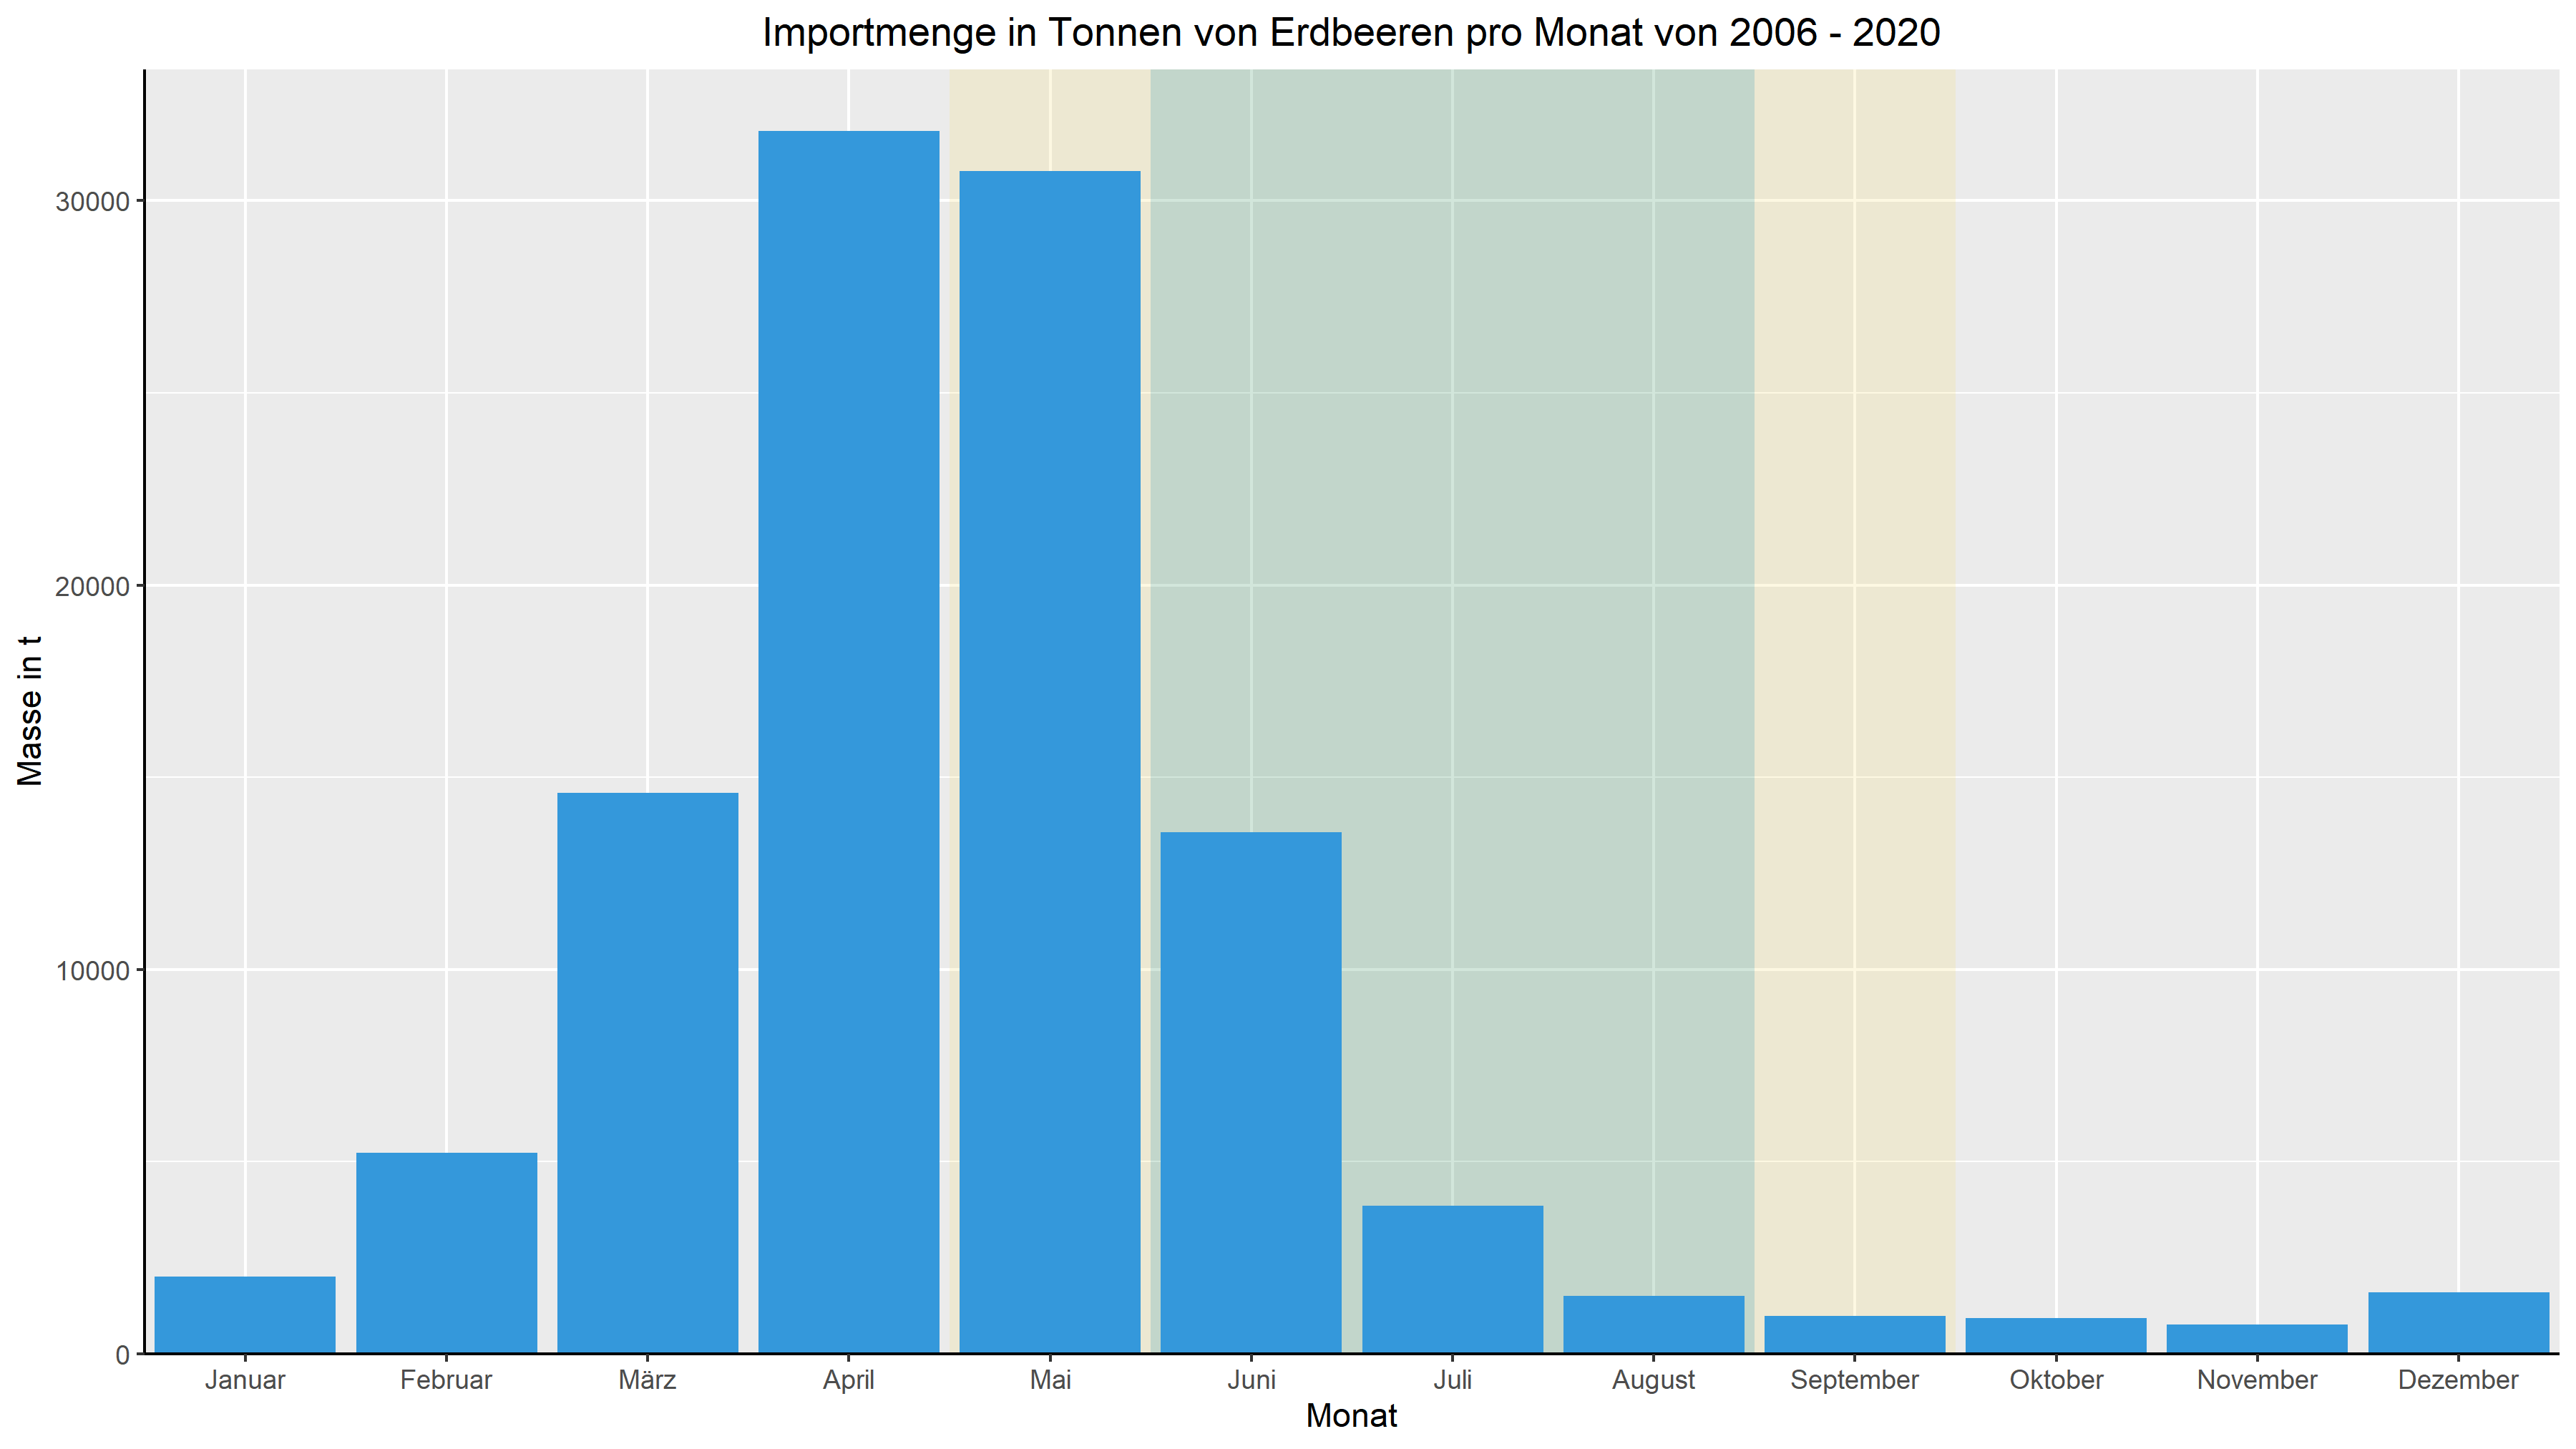 Importmenge in Tonnen von Erdbeeren pro Monat von 2006 - 2020
Masse in t
30000
20000
10000
0
Januar Februar März April Mai Juni Juli August September Oktober November Dezember
Monat